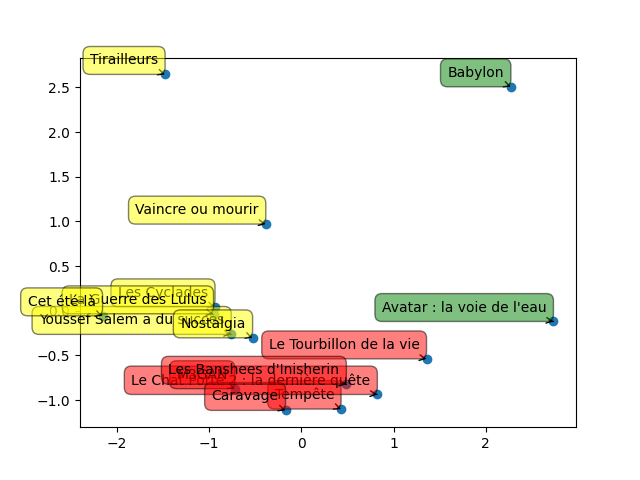 Tirailleurs
Babylon
2.5
2.0
1.5
Vaincre ou mourir
1.0
0.5
Les Cyclades
La Guerre des Lulus
Cet été-là
Avatar : la voie de l'eau
Youssef Salem a du succès
Nostalgia
Le Tourbillon de la vie
−0.5
Les Banshees d'Inisherin
Le Chat Potté 2 : la dernière quête
Caravage
Tempête
−1.0
−2
−1
0
1
2